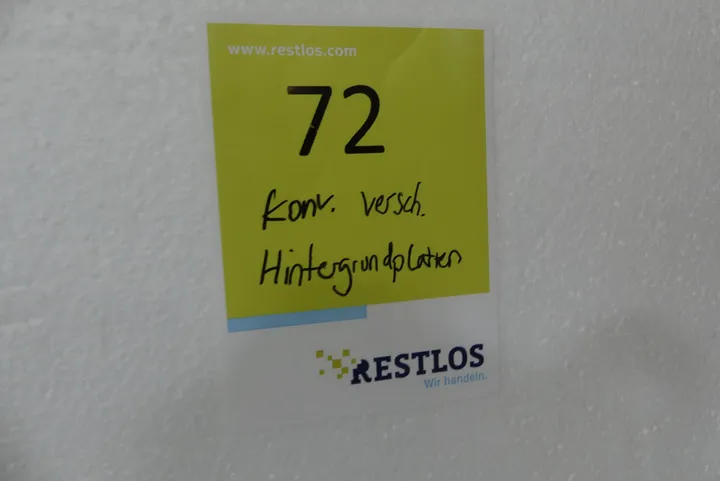 www.restlos.com
72
Konv. versch.
Hintergrundplatten
RESTLOS
Wir handeln.